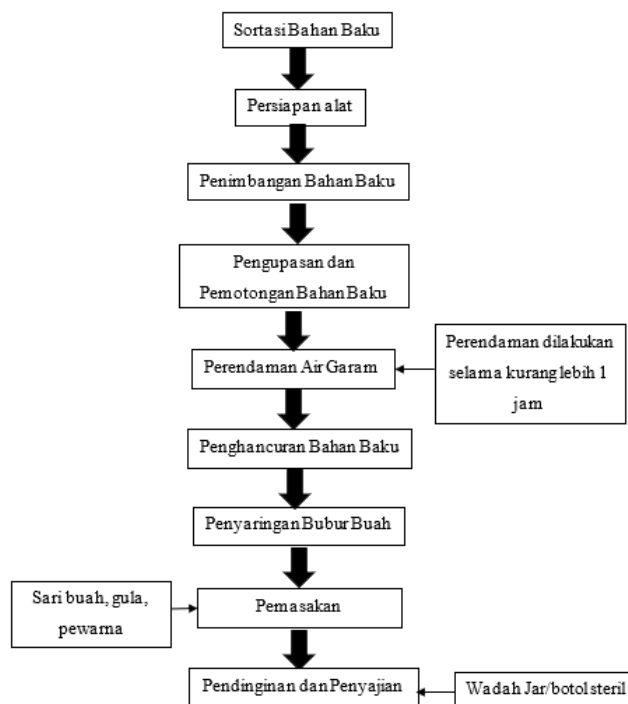 Sortasi Bahan Baku
Persiapan alat
Penimbangan Bahan Baku
Pengupasan dan
Pemotongan Bahan Baku
Perendaman Air Garam
Perendaman dilakukan
selama kurang lebih 1
jam
Penghancuran Bahan Baku
Penyaringan Bubur Buah
Sari buah, gula,
pewarna
Pemasakan
Pendinginan dan Penyajian
Wadah Jar/botol steril